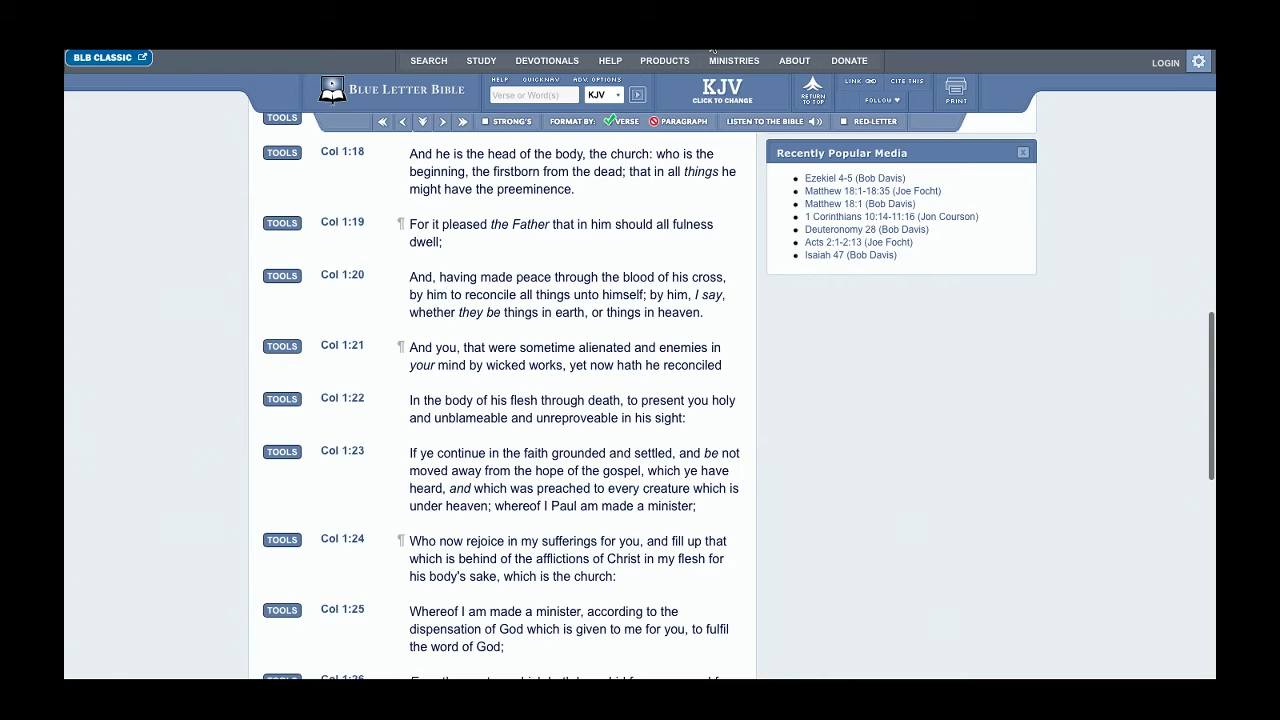 BLB CLASSIC
SEARCH STUDY DEVOTIONALS HELP PRODUCTS MINISTRIES ABOUT DONATE
LOGIN
BLUE LETTER BIBLE
HELP QUICKNAV ADV. OPTIONS
Verse or Word(s) KJV
KJV
CLICK TO CHANGE
RETURN TO TOP
LINK CITE THIS
FOLLOW
PRINT
STRONG'S FORMAT BY: VERSE PARAGRAPH LISTEN TO THE BIBLE RED-LETTER
TOOLS
TOOLS Col 1:18 And he is the head of the body, the church: who is the
beginning, the firstborn from the dead; that in all things he
might have the preeminence.
TOOLS Col 1:19 ¶ For it pleased the Father that in him should all fulness
dwell;
TOOLS Col 1:20 And, having made peace through the blood of his cross,
by him to reconcile all things unto himself; by him, I say,
whether they be things in earth, or things in heaven.
TOOLS Col 1:21 ¶ And you, that were sometime alienated and enemies in
your mind by wicked works, yet now hath he reconciled
TOOLS Col 1:22 In the body of his flesh through death, to present you holy
and unblameable and unreproveable in his sight:
TOOLS Col 1:23 If ye continue in the faith grounded and settled, and be not
moved away from the hope of the gospel, which ye have
heard, and which was preached to every creature which is
under heaven; whereof I Paul am made a minister;
TOOLS Col 1:24 ¶ Who now rejoice in my sufferings for you, and fill up that
which is behind of the afflictions of Christ in my flesh for
his body's sake, which is the church:
TOOLS Col 1:25 Whereof I am made a minister, according to the
dispensation of God which is given to me for you, to fulfil
the word of God;
Recently Popular Media
Ezekiel 4-5 (Bob Davis)
Matthew 18:1-18:35 (Joe Focht)
Matthew 18:1 (Bob Davis)
1 Corinthians 10:14-11:16 (Jon Courson)
Deuteronomy 28 (Bob Davis)
Acts 2:1-2:13 (Joe Focht)
Isaiah 47 (Bob Davis)